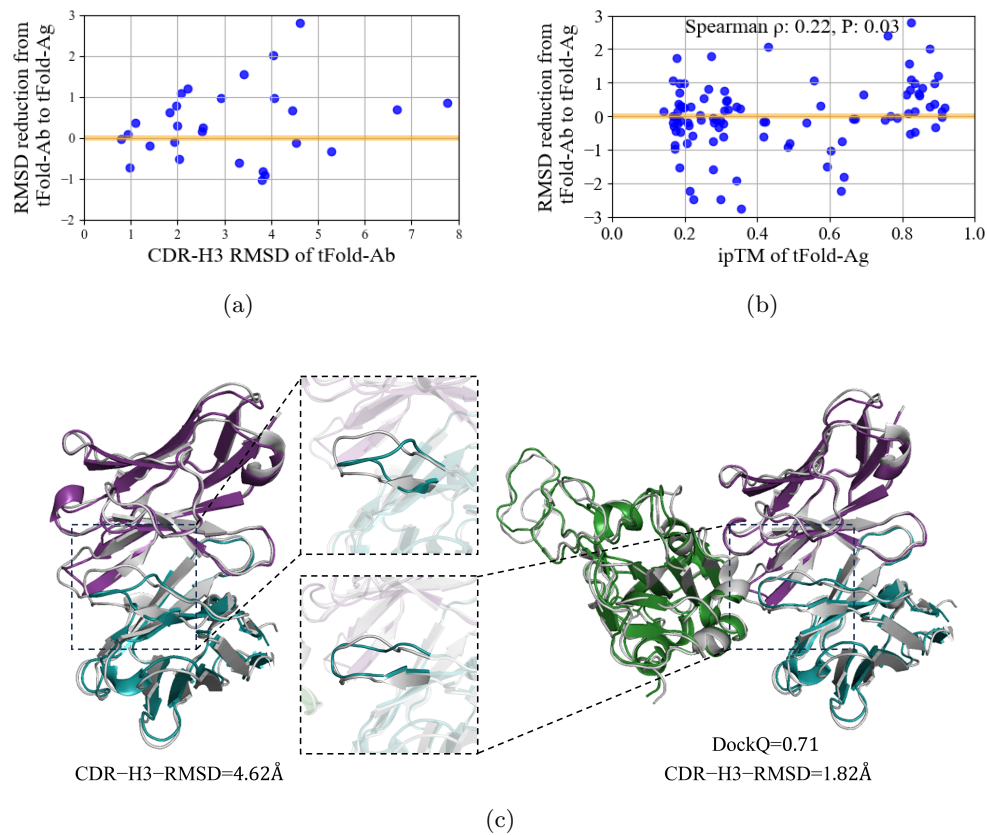 3
2
1
0
−1
−2
0
1
2
3
4
5
6
7
8
RMSD reduction from
tFold-Ab to tFold-Ag
CDR-H3 RMSD of tFold-Ab
(a)
Spearman ρ: 0.22, P: 0.03
3
2
1
0
−1
−2
−3
0.2
0.4
0.6
0.8
1.0
RMSD reduction from
tFold-Ab to tFold-Ag
ipTM of tFold-Ag
(b)
CDR−H3−RMSD=4.62Å
DockQ=0.71
CDR−H3−RMSD=1.82Å
(c)